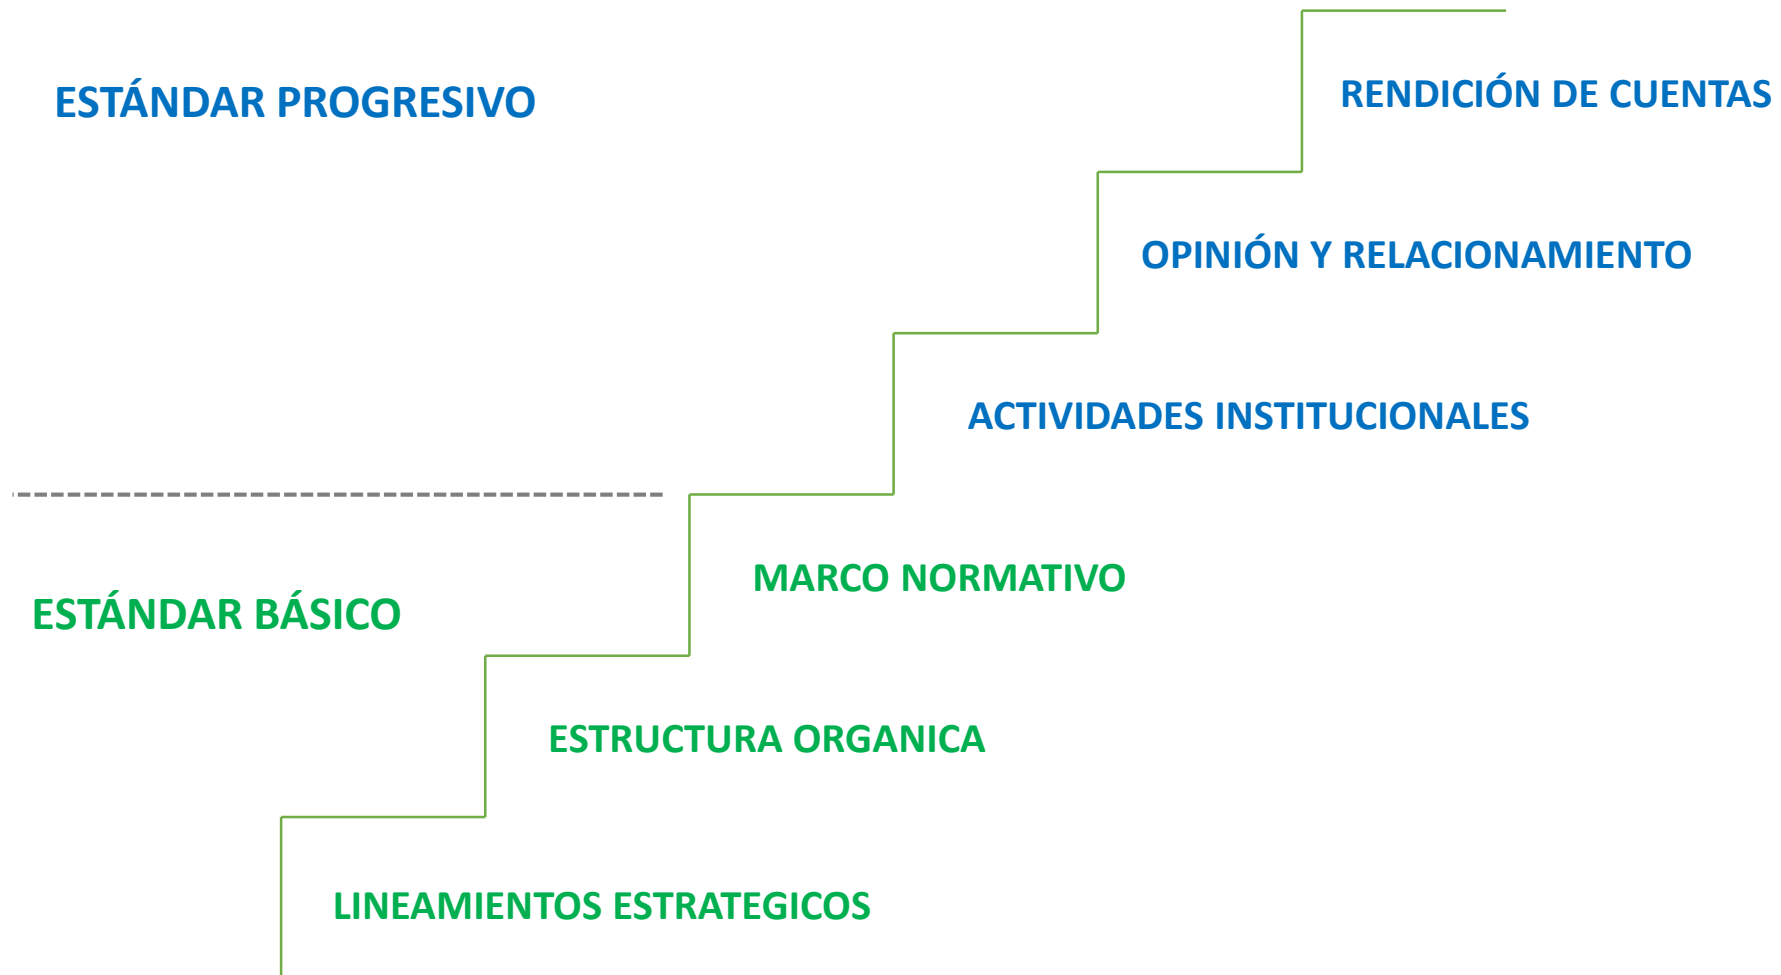 ESTÁNDAR PROGRESIVO
RENDICIÓN DE CUENTAS
OPINIÓN Y RELACIONAMIENTO
ACTIVIDADES INSTITUCIONALES
MARCO NORMATIVO
ESTÁNDAR BÁSICO
ESTRUCTURA ORGANICA
LINEAMIENTOS ESTRATEGICOS